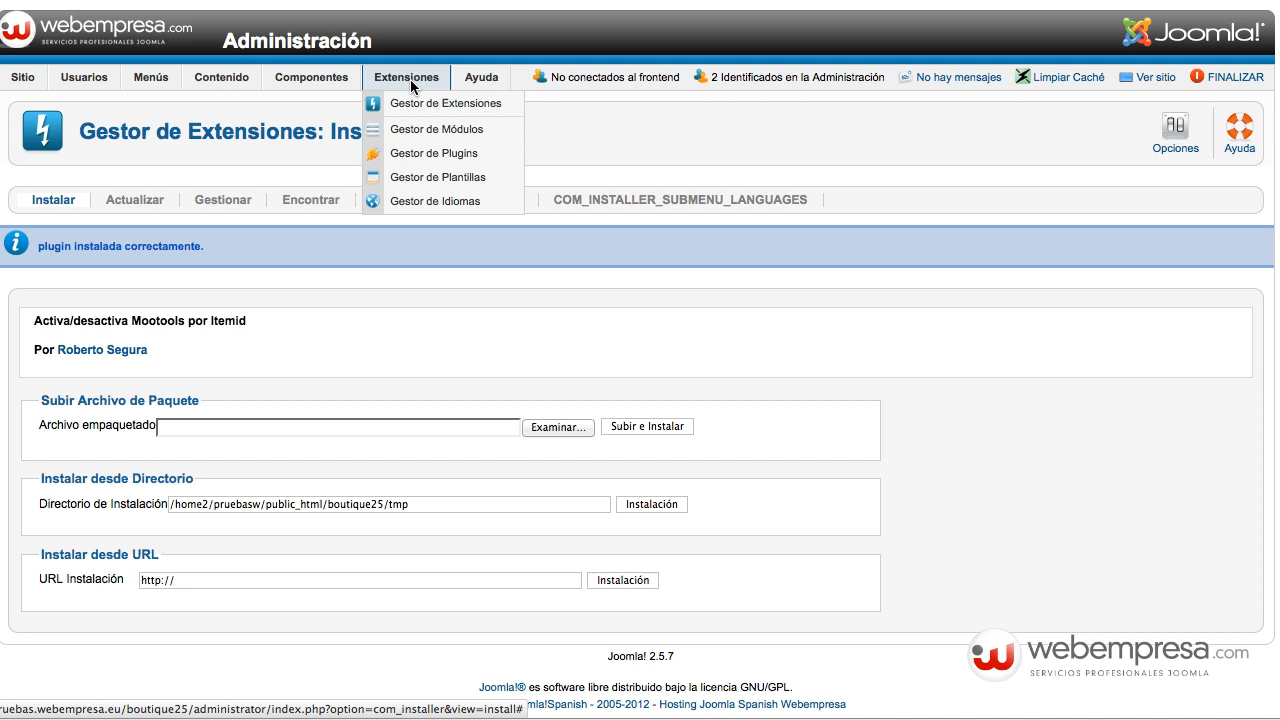 webempresa.com
SERVICIOS PROFESIONALES JOOMLA
Administración
Joomla!
Sitio Usuarios Menús Contenido Componentes Extensiones Ayuda No conectados al frontend 2 Identificados en la Administración No hay mensajes Limpiar Caché Ver sitio FINALIZAR
Gestor de Extensiones
Gestor de Módulos
Gestor de Plugins
Gestor de Plantillas
Gestor de Idiomas
Gestor de Extensiones: Ins
Opciones Ayuda
Instalar Actualizar Gestionar Encontrar COM_INSTALLER_SUBMENU_LANGUAGES
plugin instalada correctamente.
Activa/desactiva Mootools por Itemid
Por Roberto Segura
Subir Archivo de Paquete
Archivo empaquetado Examinar... Subir e Instalar
Instalar desde Directorio
Directorio de Instalación /home2/pruebasw/public_html/boutique25/tmp Instalación
Instalar desde URL
URL Instalación http:// Instalación
webempresa.com
SERVICIOS PROFESIONALES JOOMLA
Joomla! 2.5.7
Joomla!® es software libre distribuido bajo la licencia GNU/GPL.
ruebas.webempresa.eu/boutique25/administrator/index.php?option=com_installer&view=install# mla!Spanish - 2005-2012 - Hosting Joomla Spanish Webempresa